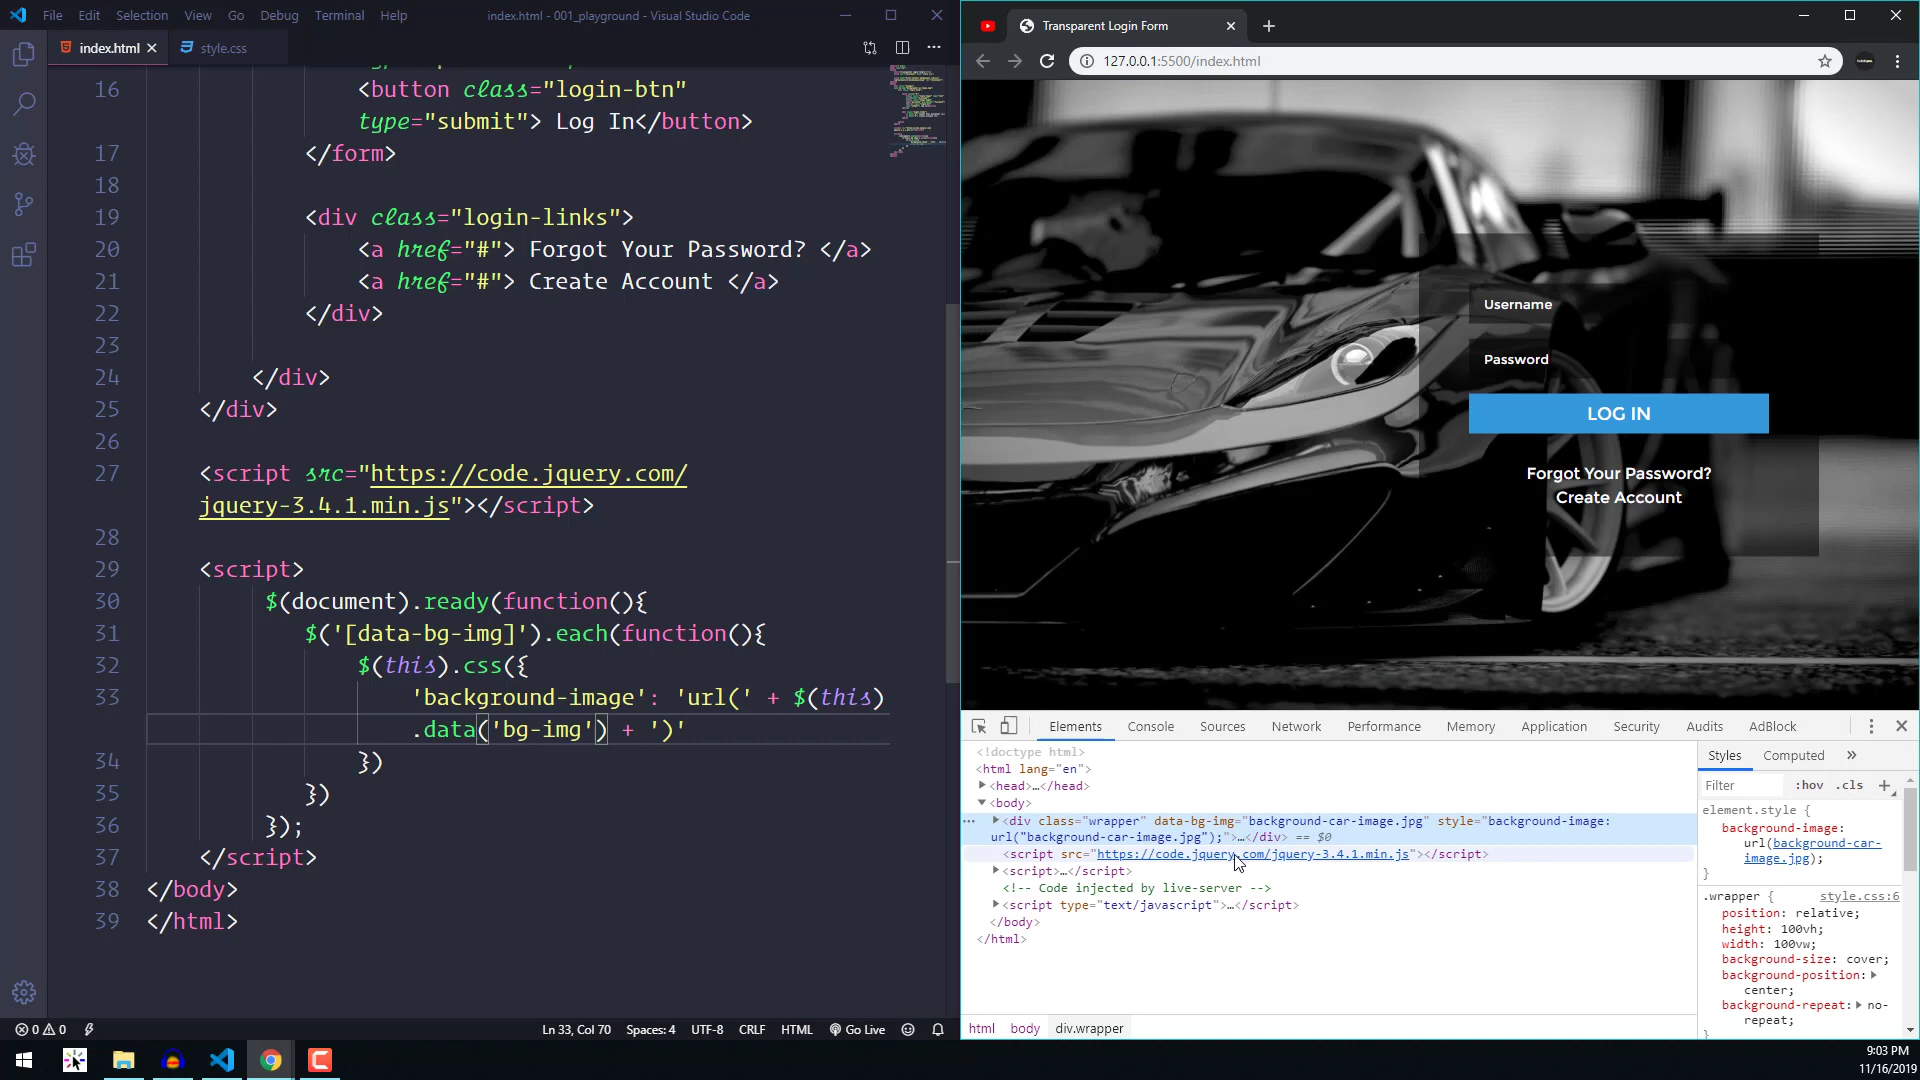 File Edit Selection View Go Debug Terminal Help
index.html - 001_playground - Visual Studio Code
index.html
style.css
16 <button class="login-btn"
type="submit"> Log In</button>
17 </form>
18
19 <div class="login-links">
20 <a href="#"> Forgot Your Password? </a>
21 <a href="#"> Create Account </a>
22 </div>
23
24 </div>
25 </div>
26
27 <script src="https://code.jquery.com/
jquery-3.4.1.min.js"></script>
28
29 <script>
30 $(document).ready(function(){
31 $('[data-bg-img]').each(function(){
32 $(this).css({
33 'background-image': 'url(' + $(this)
.data('bg-img') + ')'
34 })
35 })
36 });
37 </script>
38 </body>
39 </html>
0 0 Ln 33, Col 70 Spaces: 4 UTF-8 CRLF HTML Go Live
Transparent Login Form
127.0.0.1:5500/index.html
Username
Password
LOG IN
Forgot Your Password?
Create Account
Elements Console Sources Network Performance Memory Application Security Audits AdBlock
<!doctype html>
<html lang="en">
<head>…</head>
<body>
… <div class="wrapper" data-bg-img="background-car-image.jpg" style="background-image:
url("background-car-image.jpg");">…</div> == $0
<script src="https://code.jquery.com/jquery-3.4.1.min.js"></script>
<script>…</script>
<!-- Code injected by live-server -->
<script type="text/javascript">…</script>
</body>
</html>
html body div.wrapper
Styles Computed »
Filter :hov .cls +
element.style {
background-image:
url(background-car-
image.jpg);
}
.wrapper { style.css:6
position: relative;
height: 100vh;
width: 100vw;
background-size: cover;
background-position:
center;
background-repeat: no-
repeat;
}
9:03 PM
11/16/2019